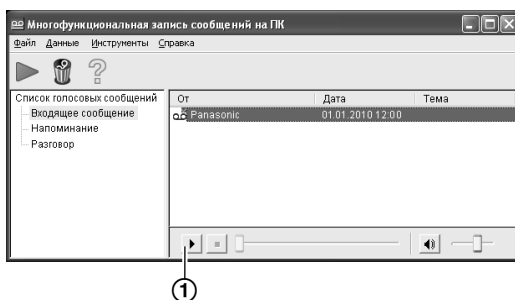 Многофункциональная запись сообщений на ПК
Файл Данные Инструменты Справка
Список голосовых сообщений
Входящее сообщение
Напоминание
Разговор
От Дата Тема
Panasonic 01.01.2010 12:00
1